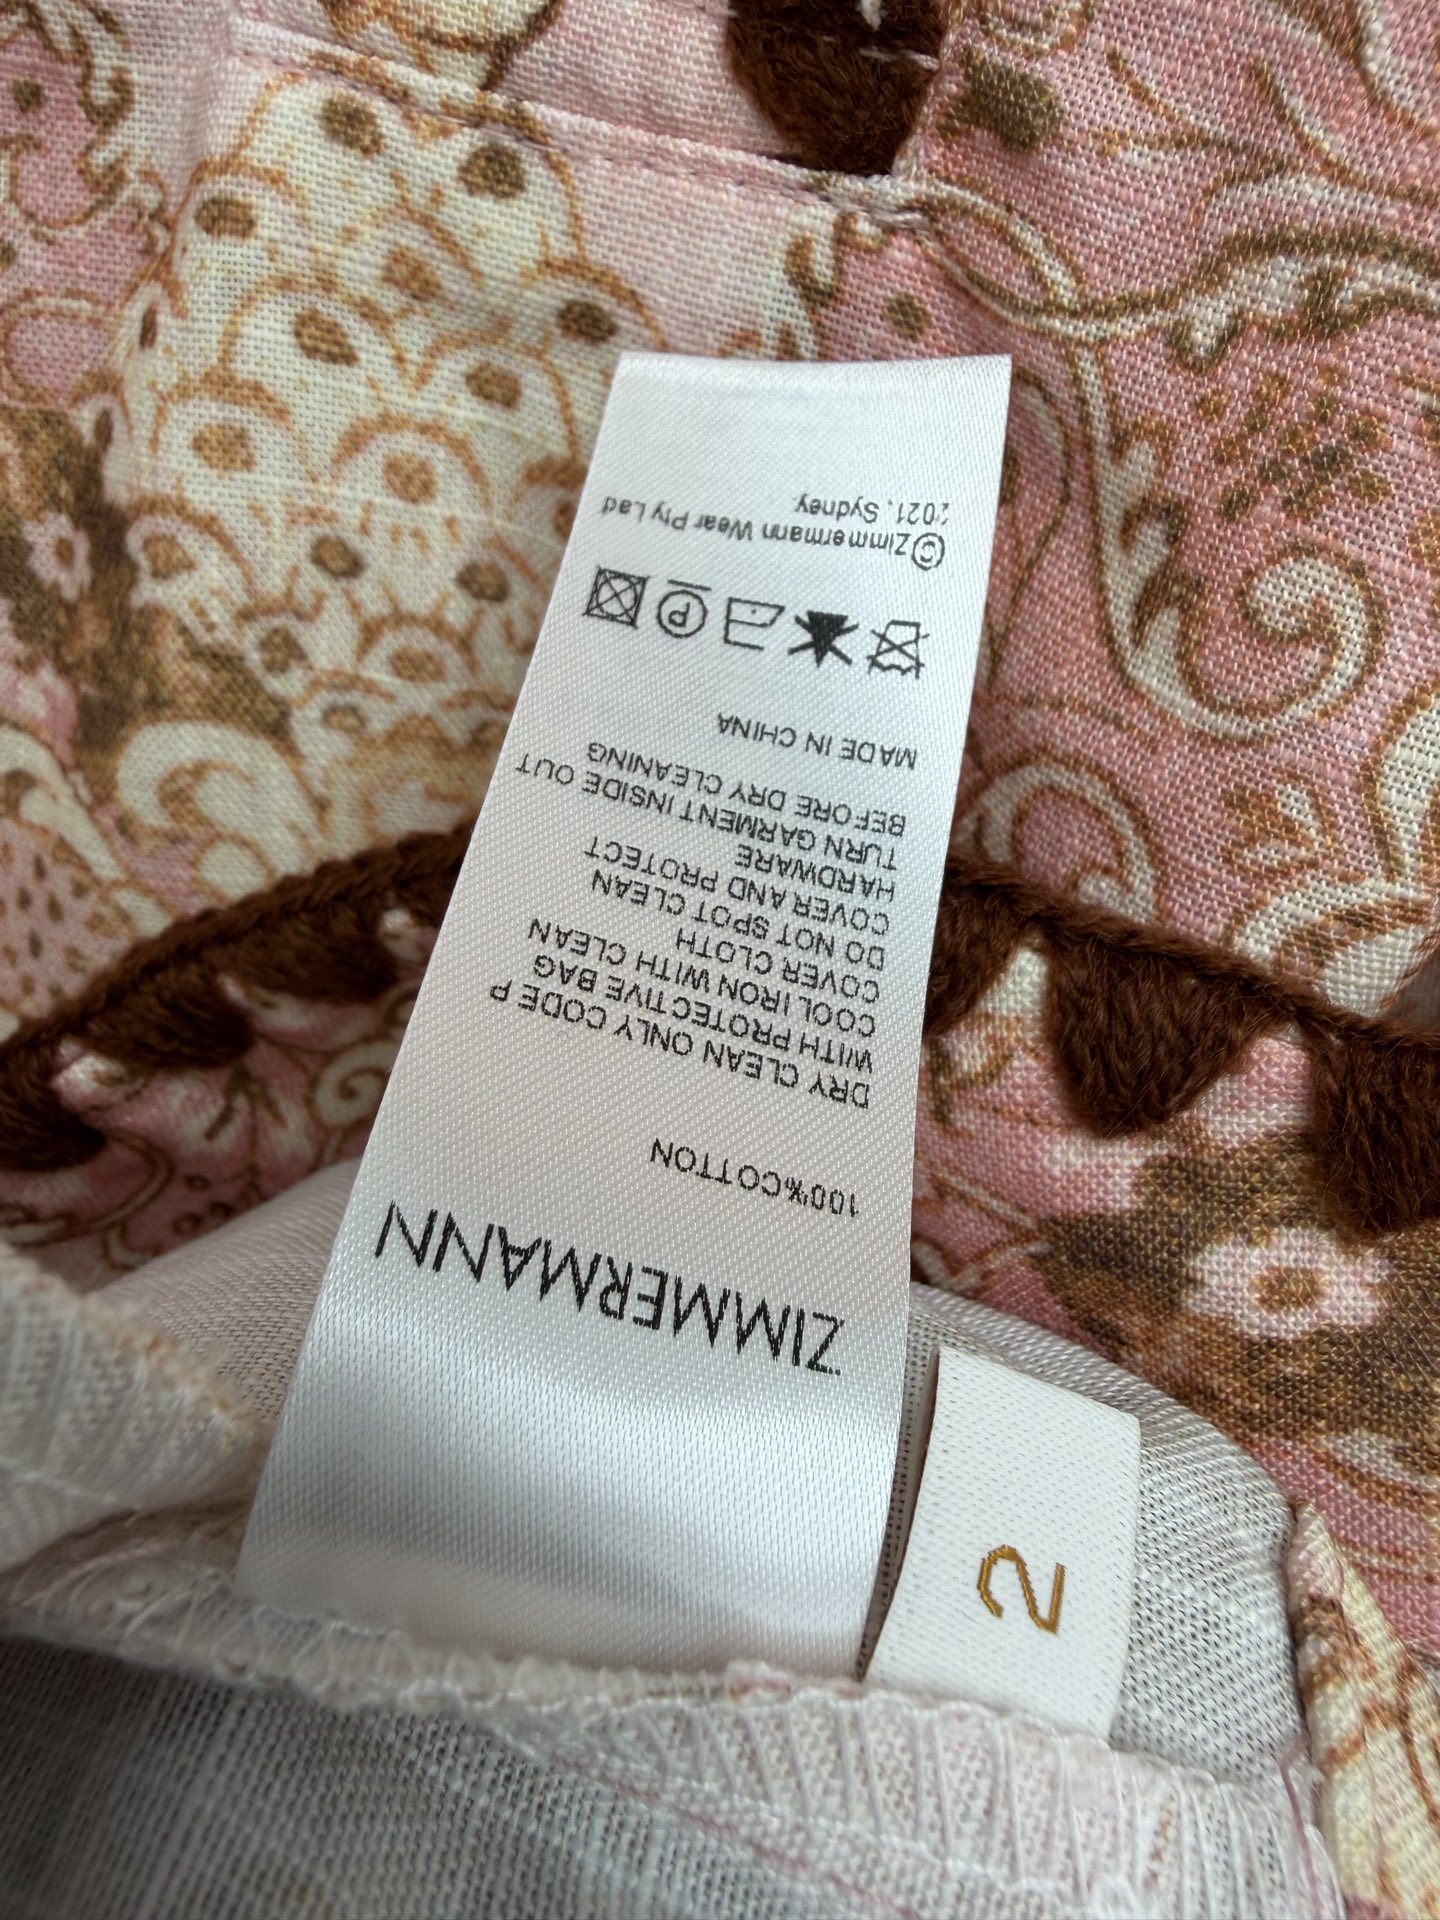 ZIMMERMANN
100%COTTON
DRY CLEAN ONLY CODE P
WITH PROTECTIVE BAG
COOL IRON WITH CLEAN
COVER CLOTH
DO NOT SPOT CLEAN
COVER AND PROTECT
HARDWARE
TURN GARMENT INSIDE OUT
BEFORE DRY CLEANING
MADE IN CHINA
P
©Zimmermann Wear Pty Lad
2021, Sydney.
2